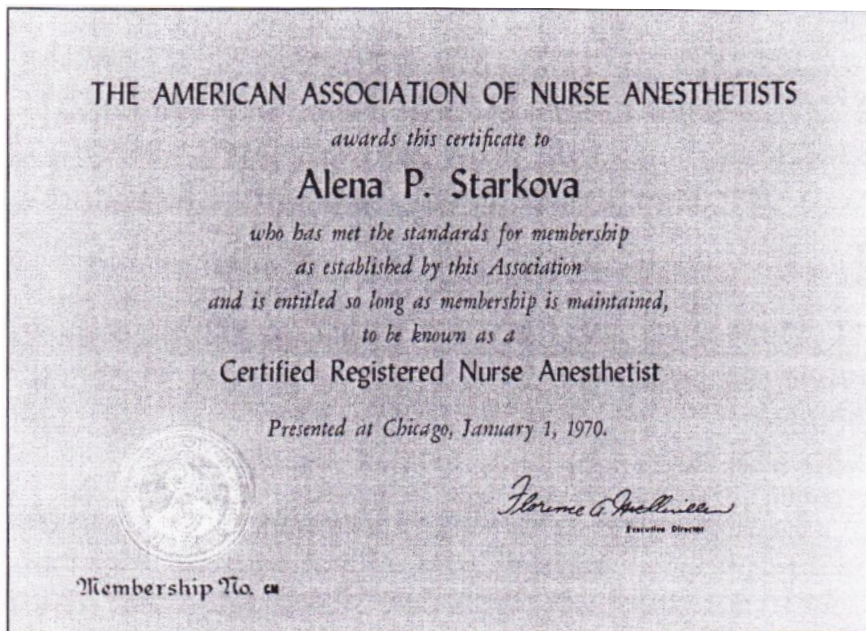 THE AMERICAN ASSOCIATION OF NURSE ANESTHETISTS
awards this certificate to
Alena P. Starkova
who has met the standards for membership
as established by this Association
and is entitled so long as membership is maintained,
to be known as a
Certified Registered Nurse Anesthetist
Presented at Chicago, January 1, 1970.
Florence A.
Executive Director
Membership No. CM